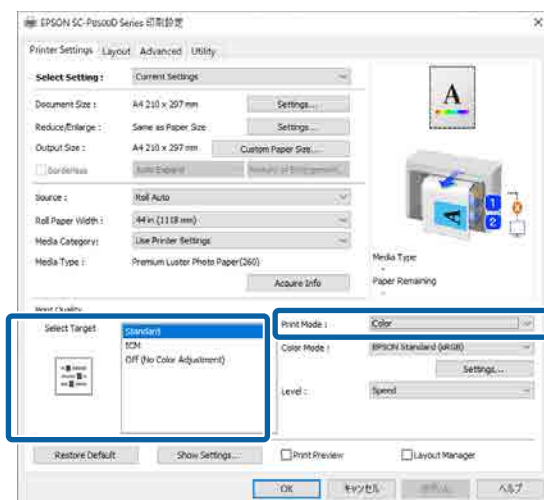 EPSON SC-P8500D Series 印刷設定
Printer Settings Layout Advanced Utility
Select Setting : Current Settings
Document Size : A4 210 x 297 mm Settings...
Reduce/Enlarge : Same as Paper Size Settings...
Output Size : A4 210 x 297 mm Custom Paper Size...
Borderless Auto Expand
Source : Roll Auto
Roll Paper Width : 44 in (1118 mm)
Media Category: Use Printer Settings
Media Type : Premium Luster Photo Paper(260)
Acquire Info
A
A
1
2
Media Type
-
Paper Remaining
-
Print Quality
Select Target
Standard
ICM
Off (No Color Adjustment)
Print Mode : Color
Color Mode : EPSON Standard (sRGB)
Settings...
Level : Speed
Restore Default Show Settings... Print Preview Layout Manager
OK キャンセル ヘルプ